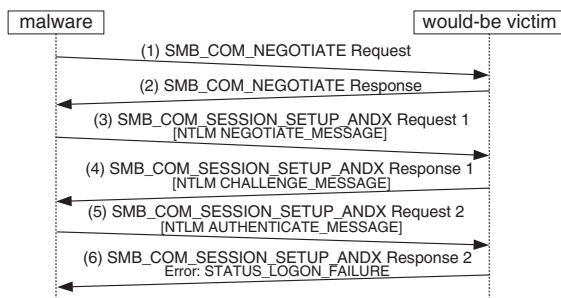 malware
would-be victim
(1) SMB_COM_NEGOTIATE Request
(2) SMB_COM_NEGOTIATE Response
(3) SMB_COM_SESSION_SETUP_ANDX Request 1
[NTLM NEGOTIATE_MESSAGE]
(4) SMB_COM_SESSION_SETUP_ANDX Response 1
[NTLM CHALLENGE_MESSAGE]
(5) SMB_COM_SESSION_SETUP_ANDX Request 2
[NTLM AUTHENTICATE_MESSAGE]
(6) SMB_COM_SESSION_SETUP_ANDX Response 2
Error: STATUS_LOGON_FAILURE